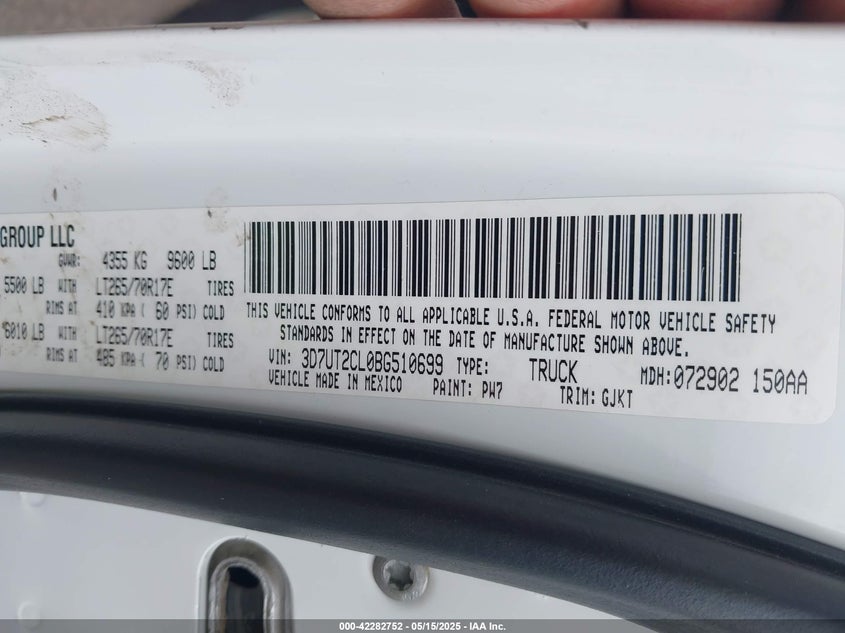 GROUP LLC
GVWR: 4355 KG 9600 LB
5500 LB WITH LT265/70R17E TIRES
RIMS AT 410 KPA ( 60 PSI) COLD
6010 LB WITH LT265/70R17E TIRES
RIMS AT 485 KPA ( 70 PSI) COLD
THIS VEHICLE CONFORMS TO ALL APPLICABLE U.S.A. FEDERAL MOTOR VEHICLE SAFETY
STANDARDS IN EFFECT ON THE DATE OF MANUFACTURE SHOWN ABOVE.
VIN: 3D7UT2CL0BG510699 TYPE: TRUCK MDH:072902 150AA
VEHICLE MADE IN MEXICO PAINT: PW7 TRIM: GJKT
000-42282752 - 05/15/2025 - IAA Inc.